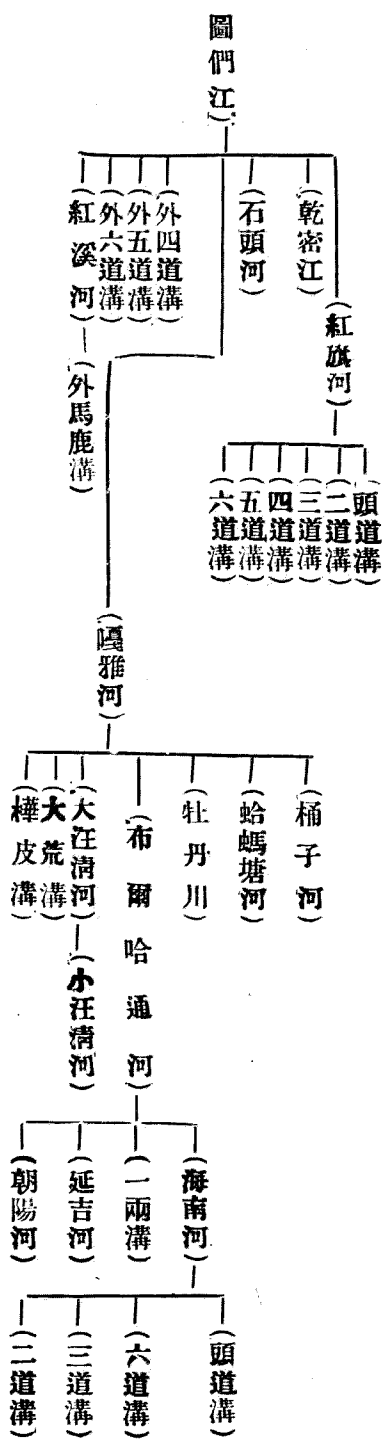 圖們江)
(紅旗河)
(頭道溝)
(二道溝)
(三道溝)
(四道溝)
(五道溝)
(六道溝)
(乾密江)
(石頭河)
(嘎雅河)
(桶子河)
(蛤蟆塘河)
(牡丹川)
(布爾哈通河)
(海南河)
(頭道溝)
(六道溝)
(三道溝)
(二道溝)
(一兩溝)
(延吉河)
(朝陽河)
(大汪清河)
(小汪清河)
(大荒溝)
(樺皮溝)
(外四道溝)
(外五道溝)
(外六道溝)
(紅溪河)
(外馬鹿溝)